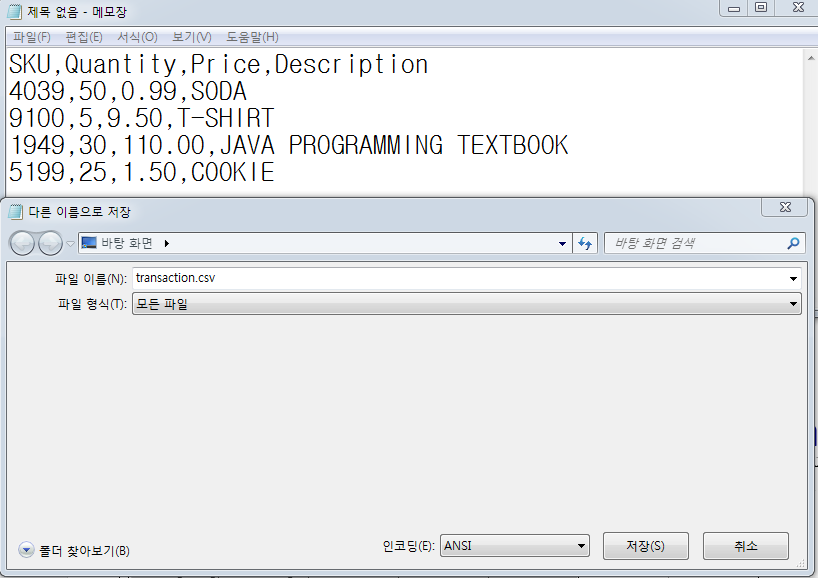 제목 없음 - 메모장
파일(F) 편집(E) 서식(O) 보기(V) 도움말(H)
SKU,Quantity,Price,Description
4039,50,0.99,SODA
9100,5,9.50,T-SHIRT
1949,30,110.00,JAVA PROGRAMMING TEXTBOOK
5199,25,1.50,COOKIE
다른 이름으로 저장
바탕 화면
바탕 화면 검색
파일 이름(N): transaction.csv
파일 형식(T): 모든 파일
폴더 찾아보기(B)
인코딩(E): ANSI
저장(S)
취소